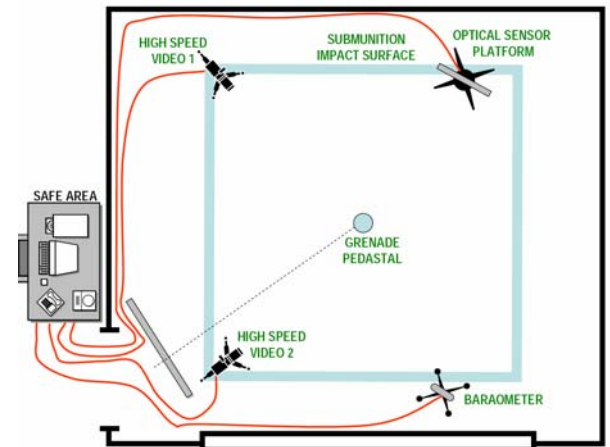 HIGH SPEED
VIDEO 1
SUBMUNITION
IMPACT SURFACE
OPTICAL SENSOR
PLATFORM
SAFE AREA
GRENADE
PEDASTAL
HIGH SPEED
VIDEO 2
BARAOMETER